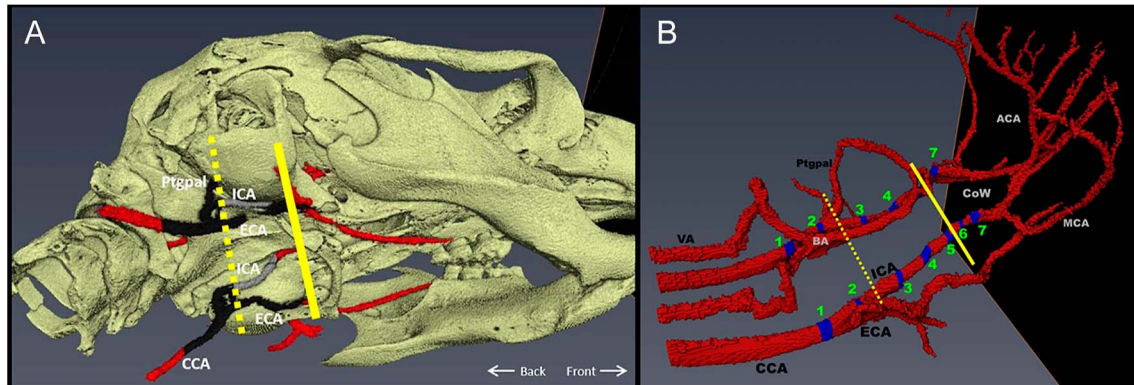 A
Ptgpal
ICA
ECA
ICA
ECA
CCA
← Back Front →
B
ACA
Ptgpal
7
CoW
4
3
2
MCA
7
6
VA
1
BA
5
ICA
4
3
2
1
ECA
CCA